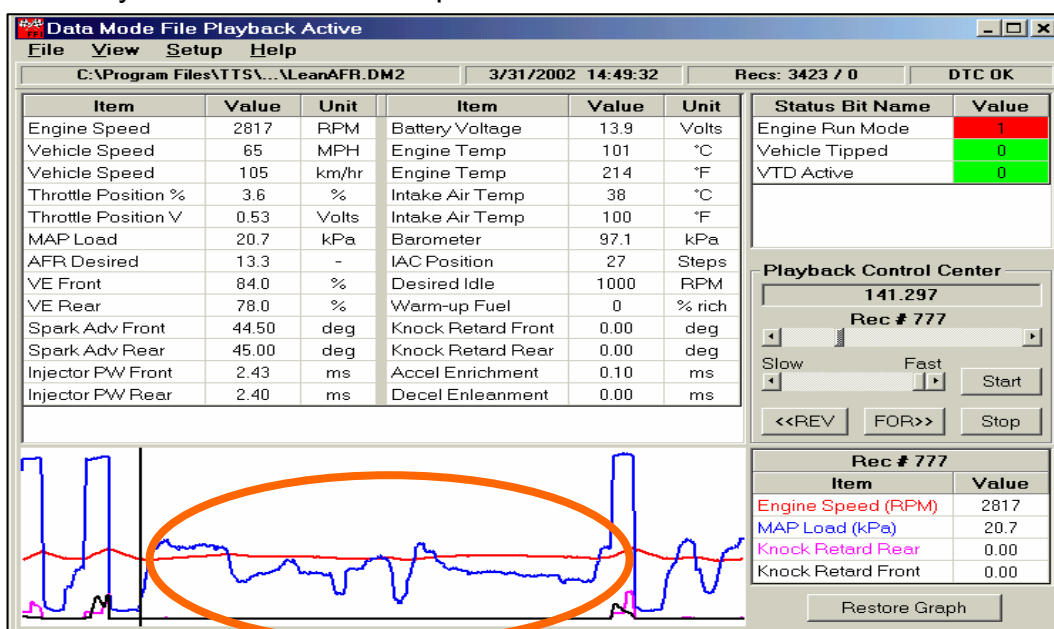 Data Mode File Playback Active
File View Setup Help
C:\Program Files\TTS\...\LeanAFR.DM2 3/31/2002 14:49:32 Recs: 3423 / 0 DTC OK
Item Value Unit Item Value Unit
Engine Speed 2817 RPM Battery Voltage 13.9 Volts
Vehicle Speed 65 MPH Engine Temp 101 °C
Vehicle Speed 105 km/hr Engine Temp 214 °F
Throttle Position % 3.6 % Intake Air Temp 38 °C
Throttle Position V 0.53 Volts Intake Air Temp 100 °F
MAP Load 20.7 kPa Barometer 97.1 kPa
AFR Desired 13.3 - IAC Position 27 Steps
VE Front 84.0 % Desired Idle 1000 RPM
VE Rear 78.0 % Warm-up Fuel 0 % rich
Spark Adv Front 44.50 deg Knock Retard Front 0.00 deg
Spark Adv Rear 45.00 deg Knock Retard Rear 0.00 deg
Injector PW Front 2.43 ms Accel Enrichment 0.10 ms
Injector PW Rear 2.40 ms Decel Enleanment 0.00 ms
Status Bit Name Value
Engine Run Mode 1
Vehicle Tipped 0
VTD Active 0
Playback Control Center
141.297
Rec # 777
Slow Fast
Start
<<REV FOR>> Stop
Rec # 777
Item Value
Engine Speed (RPM) 2817
MAP Load (kPa) 20.7
Knock Retard Rear 0.00
Knock Retard Front 0.00
Restore Graph